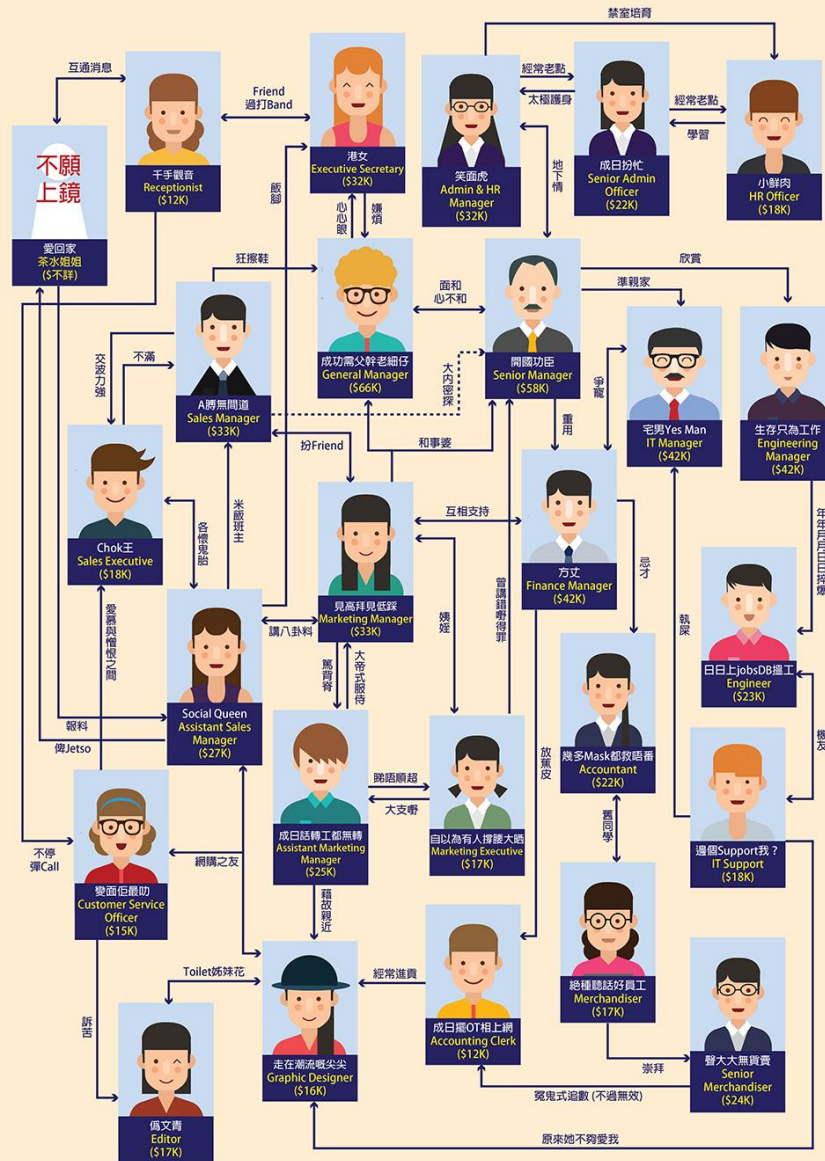 禁室培育
互通消息
Friend
過打Band
經常老點
太極護身
經常老點
學習
不願
上鏡
千手觀音
Receptionist
($12K)
港女
Executive Secretary
($32K)
笑面虎
Admin & HR
Manager
($32K)
成日扮忙
Senior Admin
Officer
($22K)
小鮮肉
HR Officer
($18K)
愛回家
茶水姐姐
($不詳)
飯腳
心心眼
嫌煩
地下情
狂擦鞋
面和
心不和
準親家
欣賞
交波力強
不滿
A膊無間道
Sales Manager
($33K)
成功需父幹老細仔
General Manager
($66K)
開國功臣
Senior Manager
($58K)
大內密探
爭寵
宅男Yes Man
IT Manager
($42K)
生存只為工作
Engineering
Manager
($42K)
扮Friend
和事婆
重用
Chok王
Sales Executive
($18K)
各懷鬼胎
米飯班主
見高拜見低踩
Marketing Manager
($33K)
互相支持
方丈
Finance Manager
($42K)
忌才
年年月月日日捽爆
愛慕與憎恨之間
講八卦料
姨姪
曾講錯嘢得罪
執屎
日日上jobsDB搵工
Engineer
($23K)
Social Queen
Assistant Sales
Manager
($27K)
篤背脊
大帝式服侍
報料
俾Jetso
放蕉皮
幾多Mask都救唔番
Accountant
($22K)
機友
睇唔順超
大支嘢
成日話轉工都無轉
Assistant Marketing
Manager
($25K)
自以為有人撐腰大晒
Marketing Executive
($17K)
舊同學
邊個Support我？
IT Support
($18K)
不停
彈Call
網購之友
變面佢最叻
Customer Service
Officer
($15K)
藉故親近
Toilet姊妹花
經常進貢
絕種聽話好員工
Merchandiser
($17K)
訴苦
走在潮流嘅尖尖
Graphic Designer
($16K)
成日擺OT相上網
Accounting Clerk
($12K)
崇拜
聲大大無貨賣
Senior
Merchandiser
($24K)
冤鬼式追數 (不過無效)
偽文青
Editor
($17K)
原來她不夠愛我